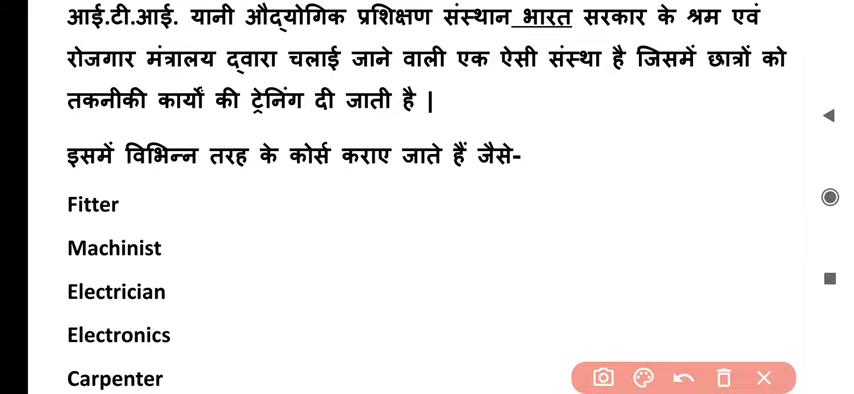 आई.टी.आई. यानी औद्योगिक प्रशिक्षण संस्थान भारत सरकार के श्रम एवं
रोजगार मंत्रालय द्वारा चलाई जाने वाली एक ऐसी संस्था है जिसमें छात्रों को
तकनीकी कार्यों की ट्रेनिंग दी जाती है |
इसमें विभिन्न तरह के कोर्स कराए जाते हैं जैसे-
Fitter
Machinist
Electrician
Electronics
Carpenter